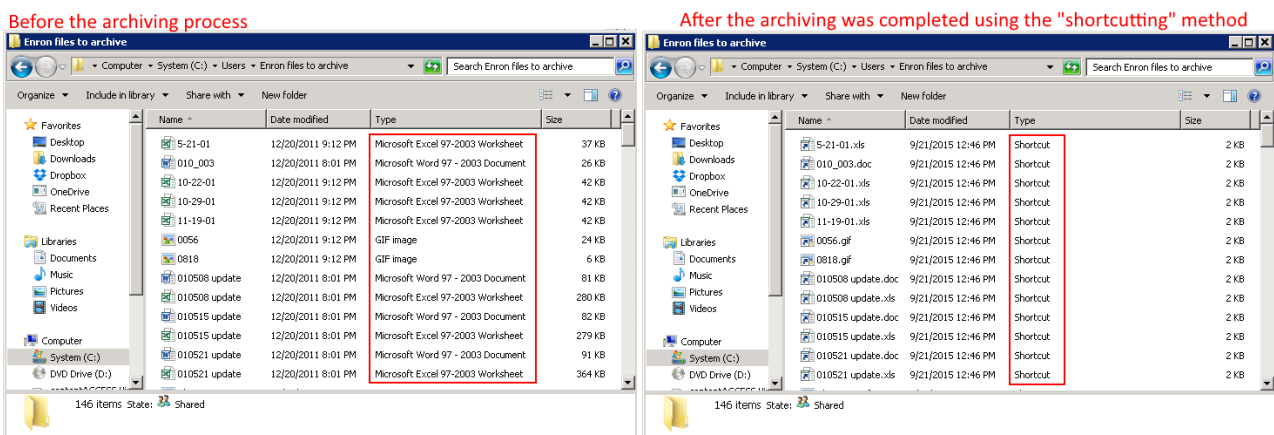 Before the archiving process
Enron files to archive
Computer System (C:) Users Enron files to archive Search Enron files to archive
Organize Include in library Share with New folder
Name Date modified Type Size
Favorites
Desktop
Downloads
Dropbox
OneDrive
Recent Places
Libraries
Documents
Music
Pictures
Videos
Computer
System (C:)
DVD Drive (D:)
5-21-01 12/20/2011 9:12 PM Microsoft Excel 97-2003 Worksheet 37 KB
010_003 12/20/2011 8:01 PM Microsoft Word 97 - 2003 Document 26 KB
10-22-01 12/20/2011 9:12 PM Microsoft Excel 97-2003 Worksheet 42 KB
10-29-01 12/20/2011 9:12 PM Microsoft Excel 97-2003 Worksheet 42 KB
11-19-01 12/20/2011 9:12 PM Microsoft Excel 97-2003 Worksheet 42 KB
0056 12/20/2011 9:12 PM GIF image 24 KB
0818 12/20/2011 9:12 PM GIF image 6 KB
010508 update 12/20/2011 8:01 PM Microsoft Word 97 - 2003 Document 81 KB
010508 update 12/20/2011 8:01 PM Microsoft Excel 97-2003 Worksheet 280 KB
010515 update 12/20/2011 8:01 PM Microsoft Word 97 - 2003 Document 82 KB
010515 update 12/20/2011 8:01 PM Microsoft Excel 97-2003 Worksheet 279 KB
010521 update 12/20/2011 8:01 PM Microsoft Word 97 - 2003 Document 91 KB
010521 update 12/20/2011 8:01 PM Microsoft Excel 97-2003 Worksheet 364 KB
146 items State: Shared
After the archiving was completed using the "shortcutting" method
Enron files to archive
Computer System (C:) Users Enron files to archive Search Enron files to archive
Organize Include in library Share with New folder
Name Date modified Type Size
Favorites
Desktop
Downloads
Dropbox
OneDrive
Recent Places
Libraries
Documents
Music
Pictures
Videos
Computer
System (C:)
DVD Drive (D:)
5-21-01.xls 9/21/2015 12:46 PM Shortcut 2 KB
010_003.doc 9/21/2015 12:46 PM Shortcut 2 KB
10-22-01.xls 9/21/2015 12:46 PM Shortcut 2 KB
10-29-01.xls 9/21/2015 12:46 PM Shortcut 2 KB
11-19-01.xls 9/21/2015 12:46 PM Shortcut 2 KB
0056.gif 9/21/2015 12:46 PM Shortcut 2 KB
0818.gif 9/21/2015 12:46 PM Shortcut 2 KB
010508 update.doc 9/21/2015 12:46 PM Shortcut 2 KB
010508 update.xls 9/21/2015 12:46 PM Shortcut 2 KB
010515 update.doc 9/21/2015 12:46 PM Shortcut 2 KB
010515 update.xls 9/21/2015 12:46 PM Shortcut 2 KB
010521 update.doc 9/21/2015 12:46 PM Shortcut 2 KB
010521 update.xls 9/21/2015 12:46 PM Shortcut 2 KB
146 items State: Shared